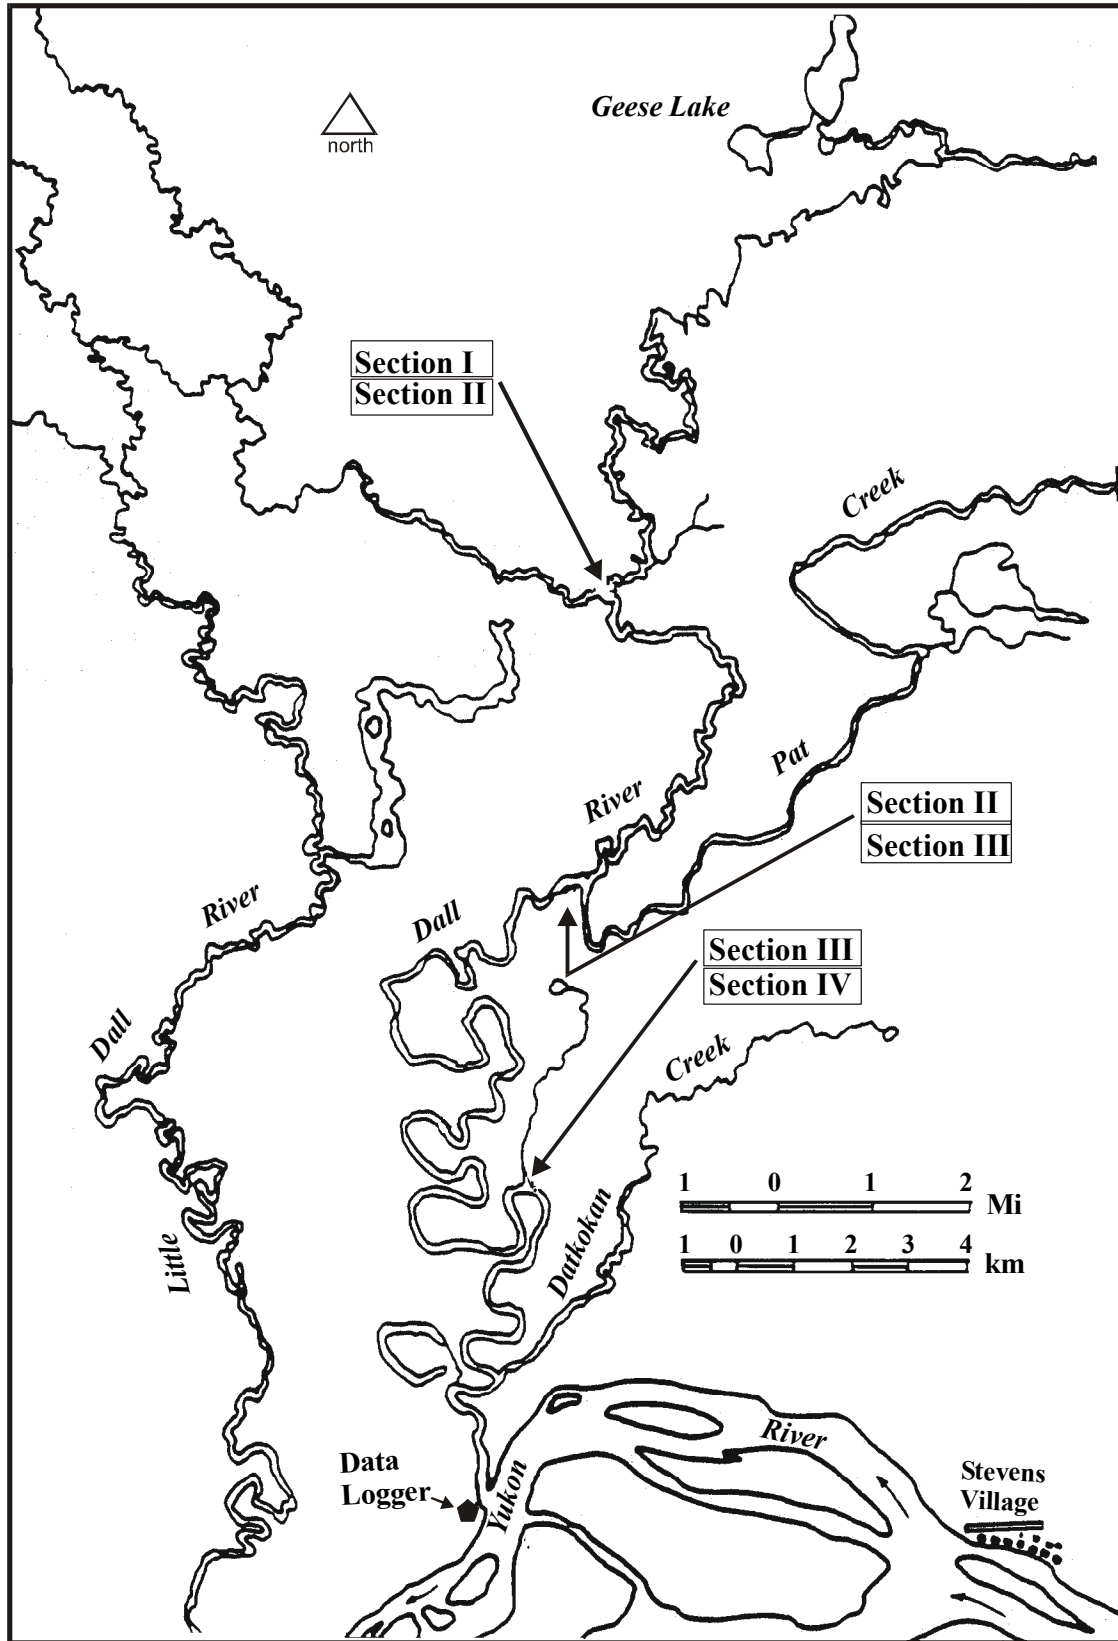 Geese Lake
north
Section I
Section II
Creek
Pat
River
Section II
Section III
River
Dall
Section III
Section IV
Dall
Creek
1 0 1 2
Mi
Datkokan
Little
1 0 1 2 3 4
km
River
Data
Logger
Yukon
Stevens
Village